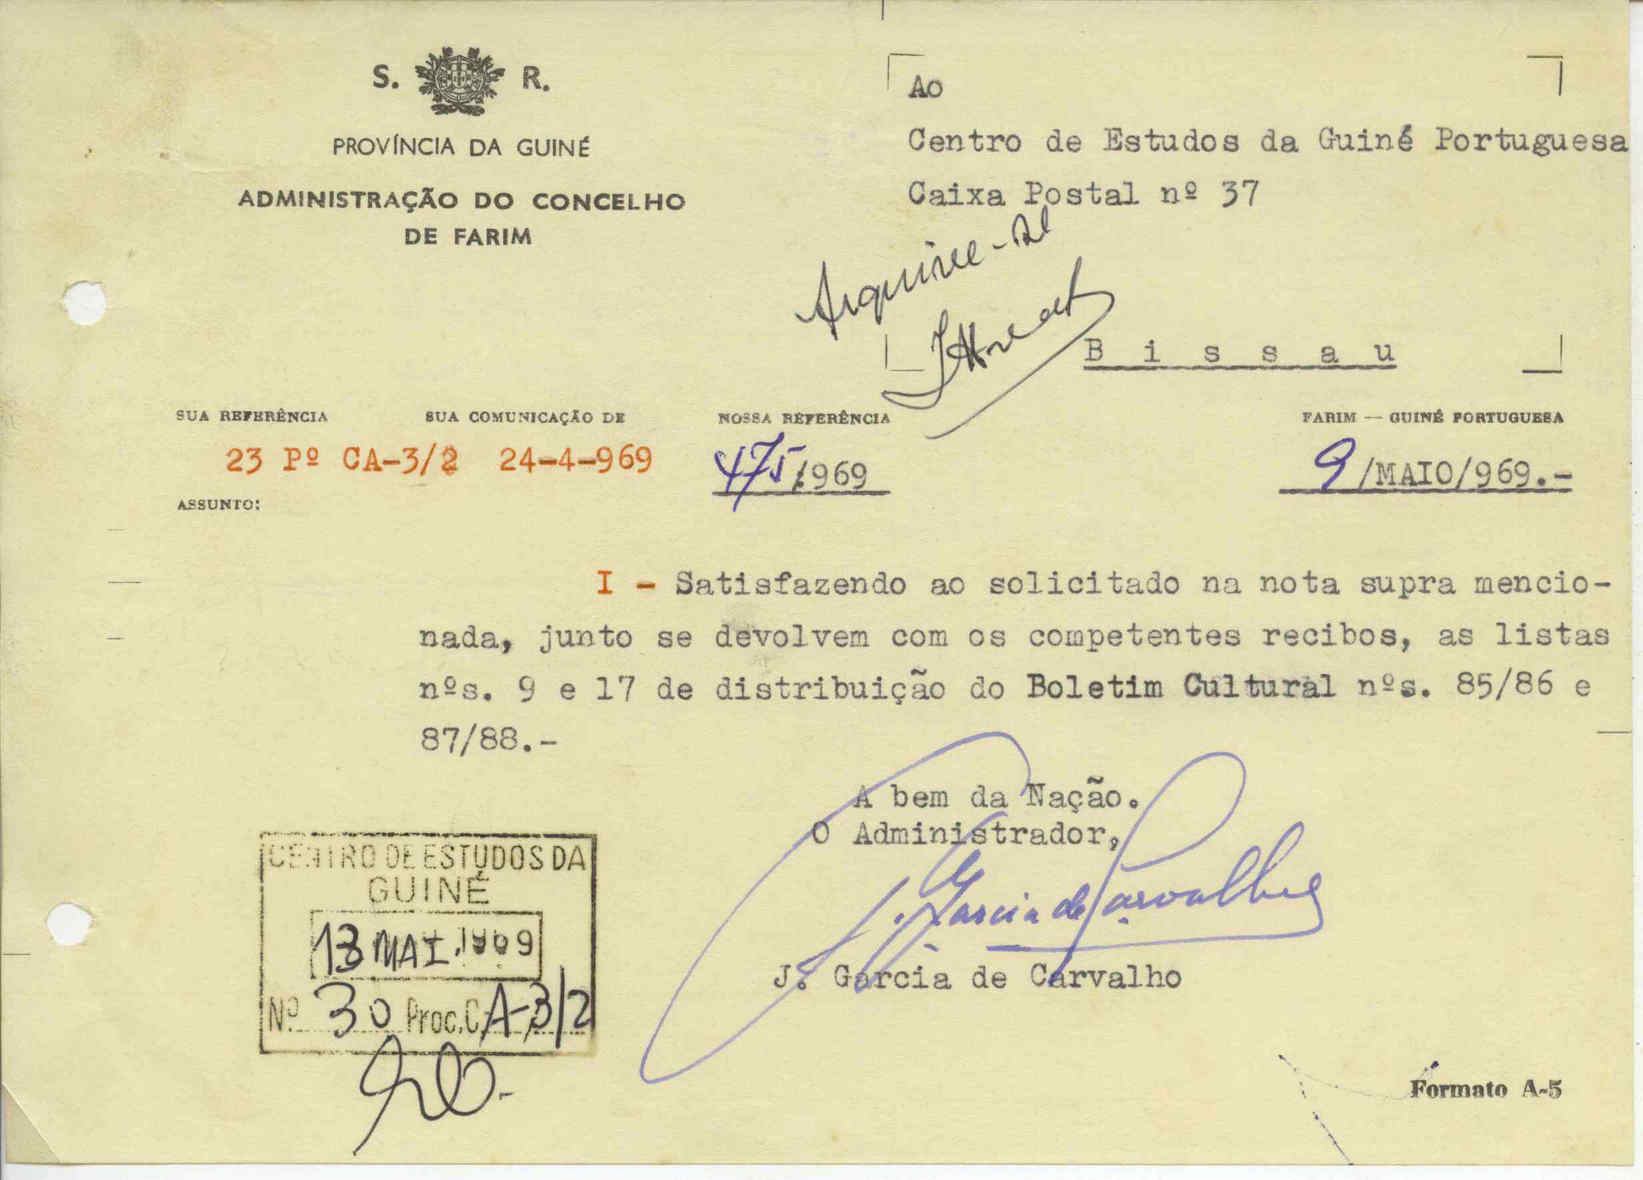 S. R.
PROVÍNCIA DA GUINÉ
ADMINISTRAÇÃO DO CONCELHO
DE FARIM
Ao
Centro de Estudos da Guiné Portuguesa
Caixa Postal nº 37
Arquive-se
B i s s a u
SUA REFERÊNCIA SUA COMUNICAÇÃO DE NOSSA REFERÊNCIA FARIM — GUINÉ PORTUGUESA
23 Pº CA-3/2 24-4-969 475/969 9/MAIO/969.-
ASSUNTO:
I - Satisfazendo ao solicitado na nota supra mencio-
nada, junto se devolvem com os competentes recibos, as listas
nºs. 9 e 17 de distribuição do Boletim Cultural nºs. 85/86 e
87/88.-
A bem da Nação.
O Administrador,
J. Garcia de Carvalho
J. Garcia de Carvalho
CENTRO DE ESTUDOS DA
GUINÉ
13 MAI. 1969
Nº 30 Proc. CA-3/2
Formato A-5